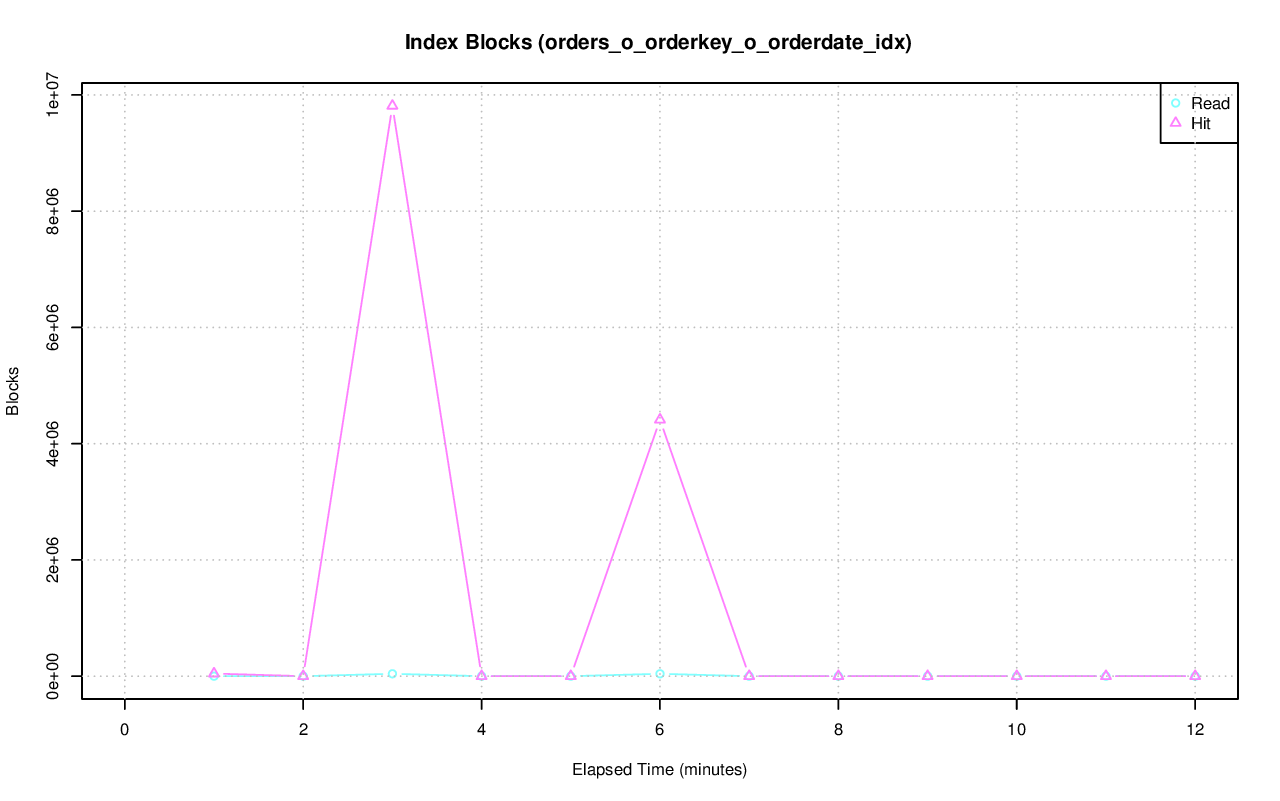 Index Blocks (orders_o_orderkey_o_orderdate_idx)
Read
Hit
1e+07
8e+06
6e+06
4e+06
2e+06
0e+00
Blocks
0 2 4 6 8 10 12
Elapsed Time (minutes)